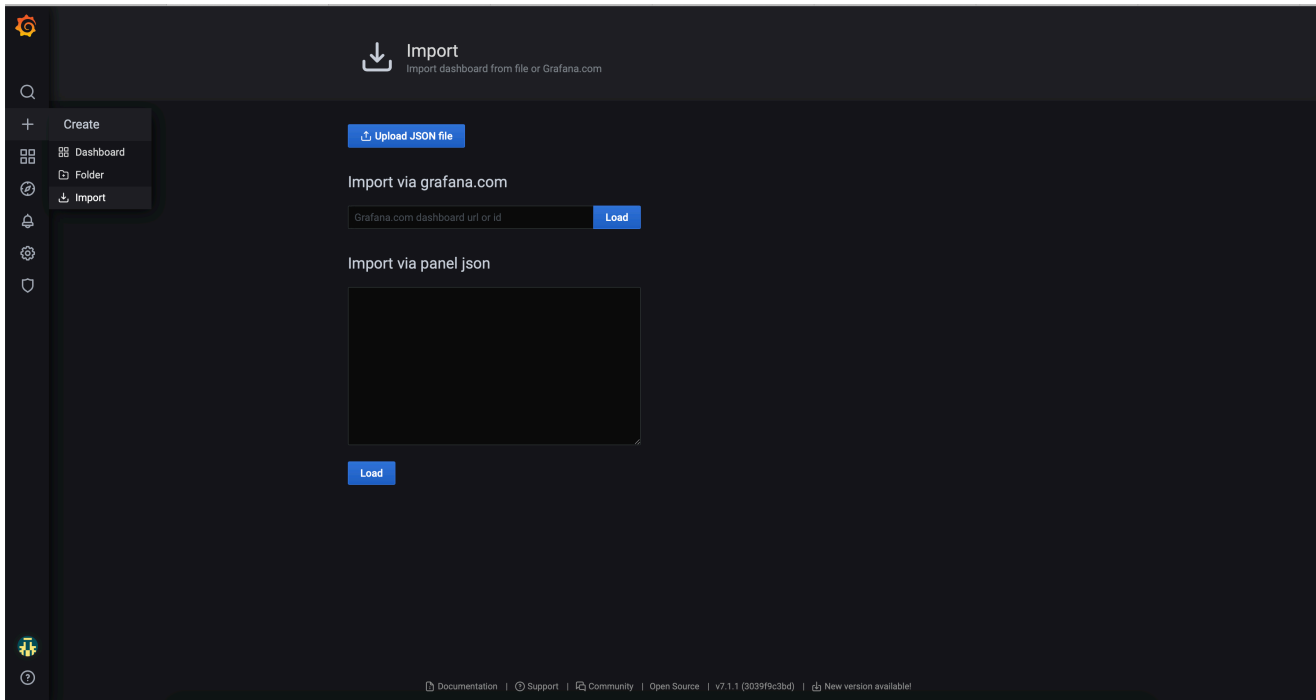 Import
Import dashboard from file or Grafana.com
Create
Dashboard
Folder
Import
Upload JSON file
Import via grafana.com
Grafana.com dashboard url or id
Load
Import via panel json
Load
Documentation | Support | Community | Open Source | v7.1.1 (3039f9c3bd) | New version available!